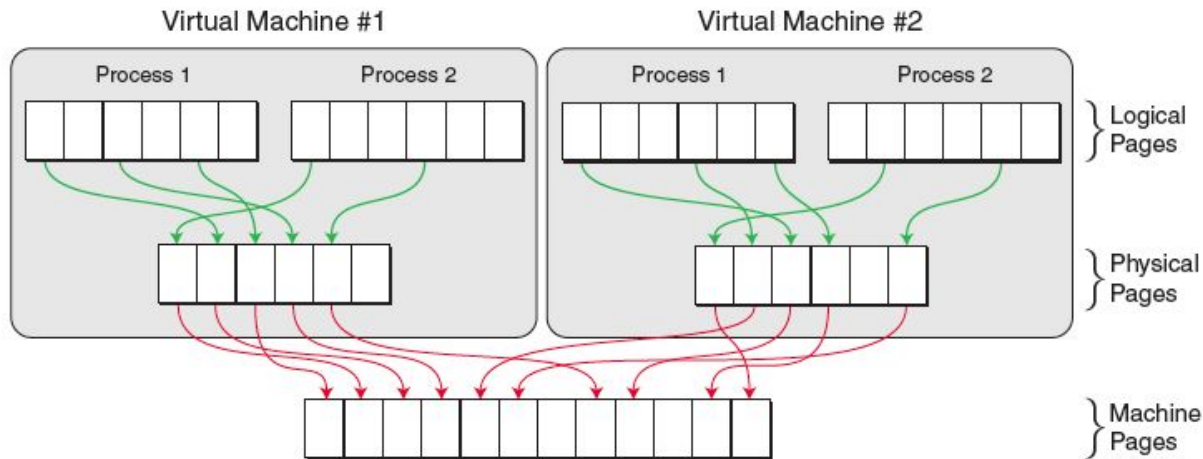 Virtual Machine #1
Virtual Machine #2
Process 1
Process 2
Process 1
Process 2
Logical
Pages
Physical
Pages
Machine
Pages